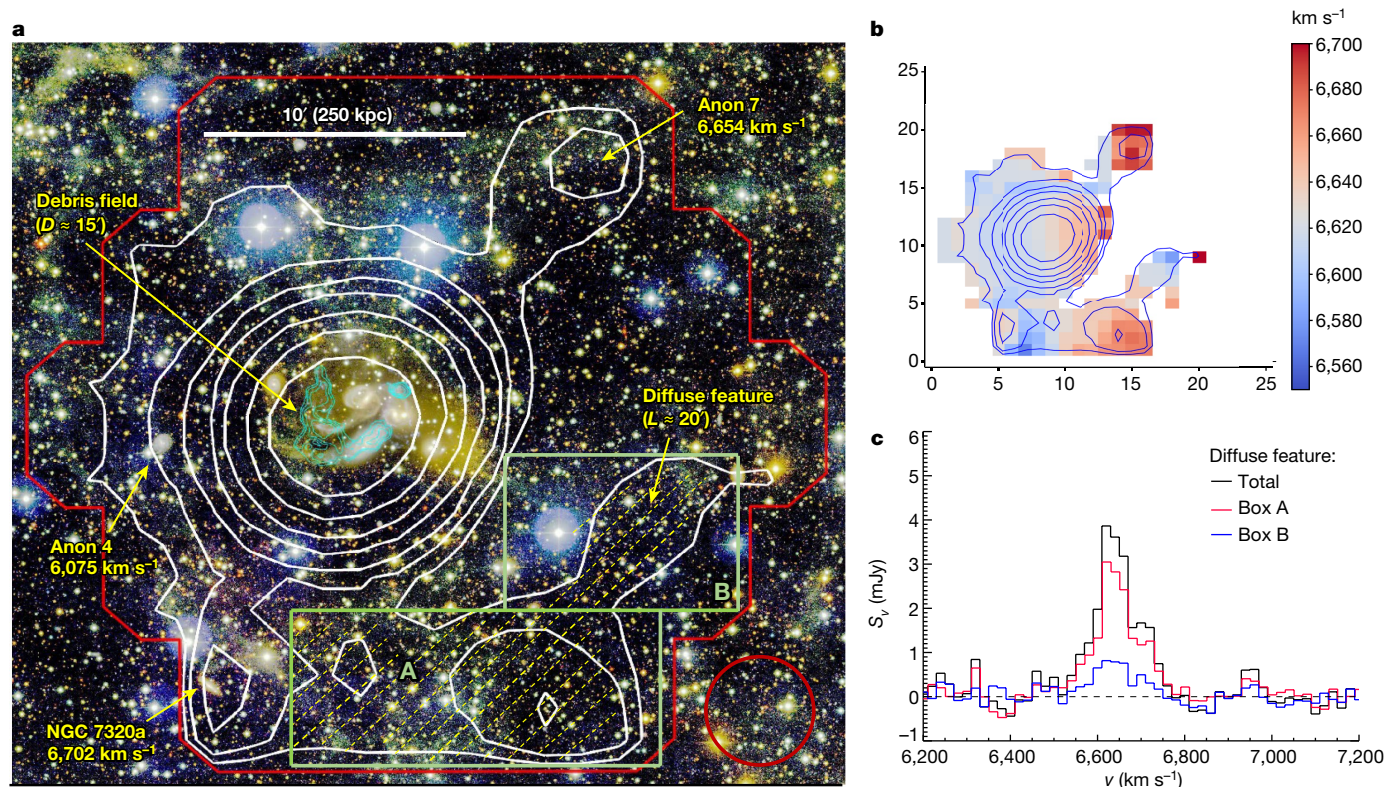 a
10′ (250 kpc)
Anon 7
6,654 km s⁻¹
Debris field
(D ≈ 15′)
Diffuse feature
(L ≈ 20′)
Anon 4
6,075 km s⁻¹
B
A
NGC 7320a
6,702 km s⁻¹
b
km s⁻¹
25
20
15
10
5
0
0 5 10 15 20 25
6,700
6,680
6,660
6,640
6,620
6,600
6,580
6,560
c
6
5
4
3
2
1
0
−1
Sᵥ (mJy)
Diffuse feature:
Total
Box A
Box B
6,200 6,400 6,600 6,800 7,000 7,200
v (km s⁻¹)